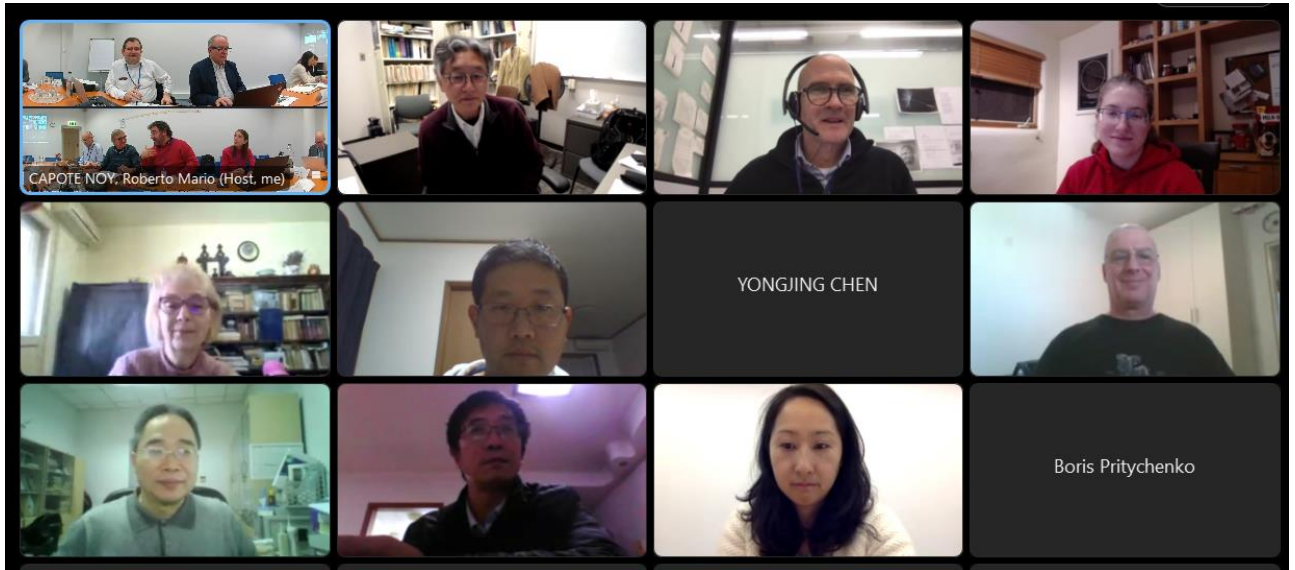 CAPOTE NOY, Roberto Mario (Host, me)
YONGJING CHEN
Boris Pritychenko